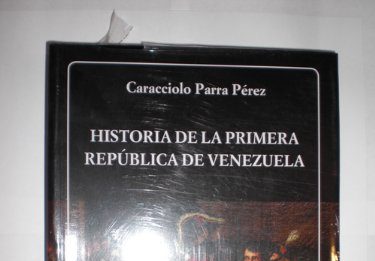 Caracciolo Parra Pérez
HISTORIA DE LA PRIMERA
REPÚBLICA DE VENEZUELA